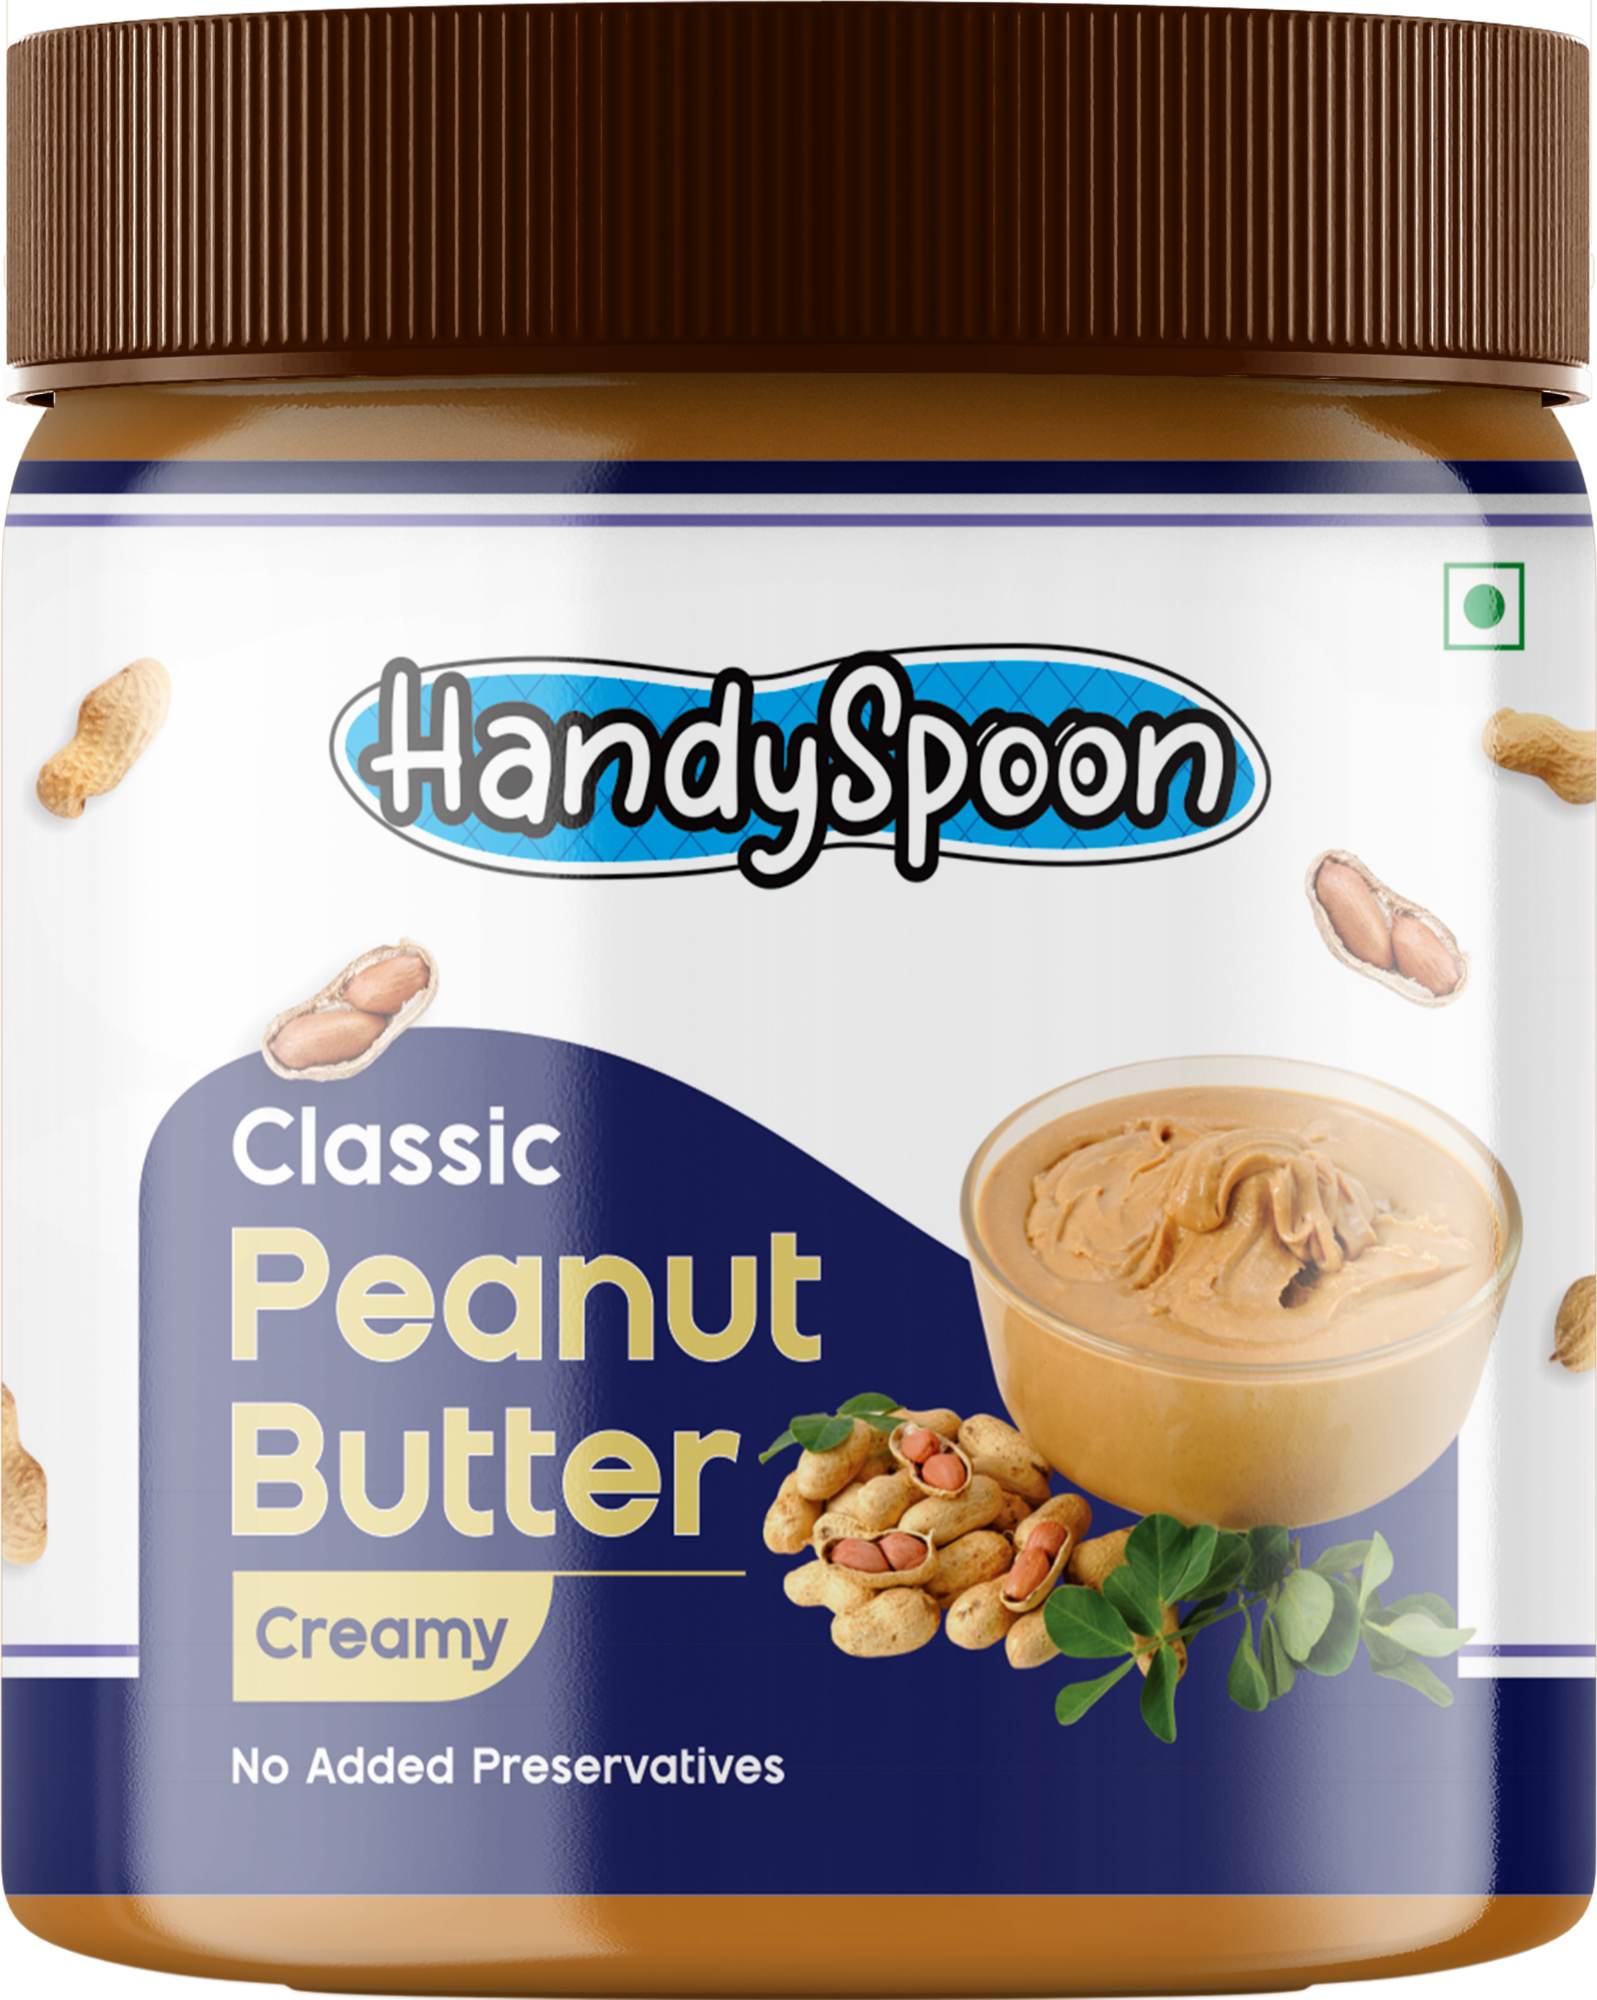 HandySpoon
Classic
Peanut
Butter
Creamy
No Added Preservatives